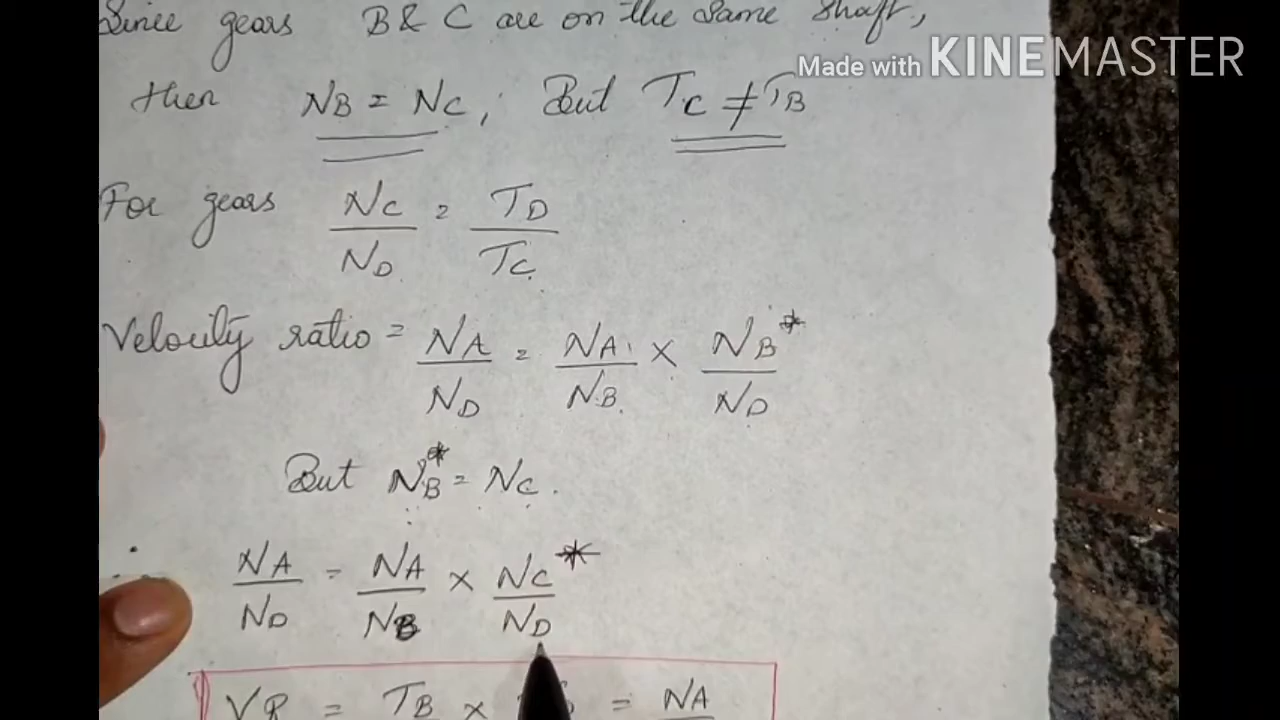 Since gears B & C are on the same shaft,
Made with KINEMASTER
then NB = NC; But TC ≠ TB
For gears NC/ND = TD/TC
Velocity ratio = NA/ND = NA/NB × NB*/ND
But NB* = NC.
NA/ND = NA/NB × NC*/ND
VR = TB × = NA